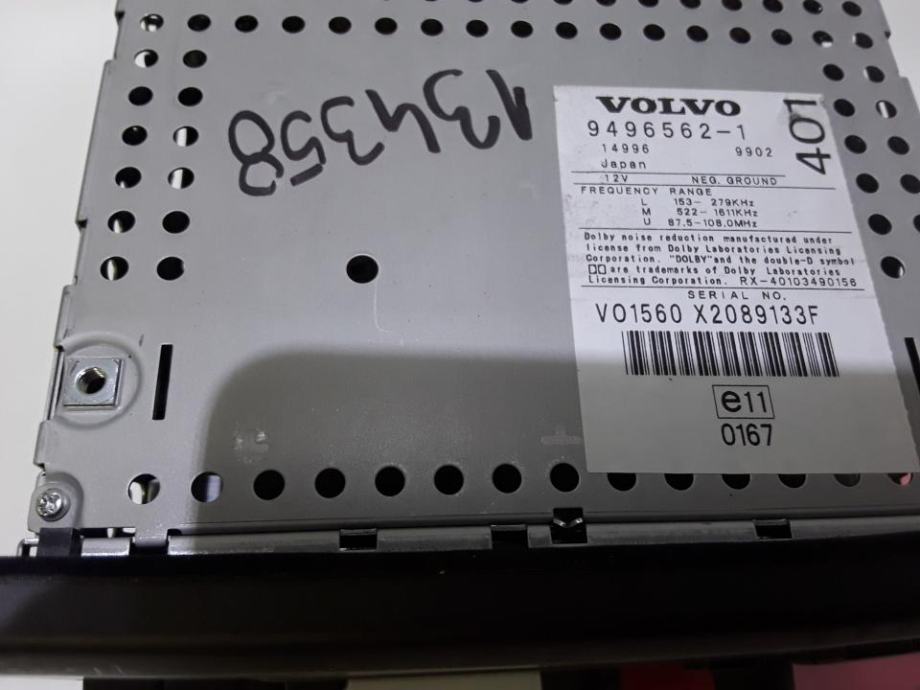 134358
VOLVO
9496562-1
401
14996 9902
Japan
12V NEG. GROUND
FREQUENCY RANGE
L 153- 279KHz
M 522- 1611KHz
U 87.5-108.0MHz
Dolby noise reduction manufactured under
license from Dolby Laboratories Licensing
Corporation. "DOLBY"and the double-D symbol
are trademarks of Dolby Laboratories
Licensing Corporation. RX-40103490156
SERIAL NO.
VO1560 X2089133F
e11
0167